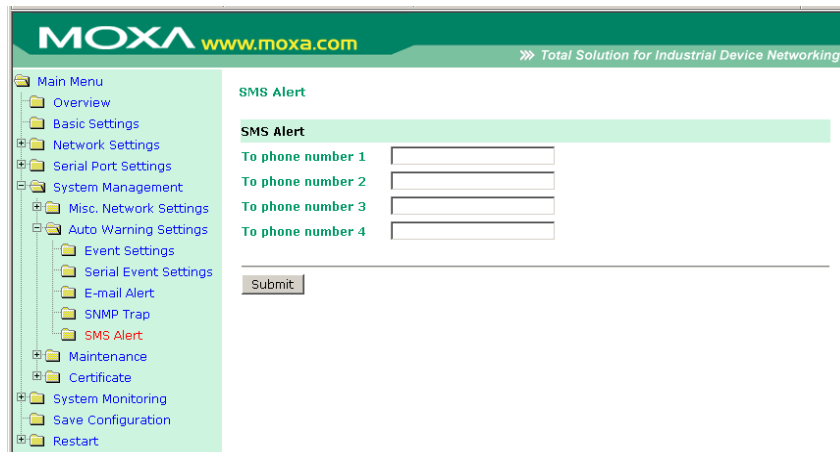 MOXA www.moxa.com
Total Solution for Industrial Device Networking
Main Menu
Overview
Basic Settings
Network Settings
Serial Port Settings
System Management
Misc. Network Settings
Auto Warning Settings
Event Settings
Serial Event Settings
E-mail Alert
SNMP Trap
SMS Alert
Maintenance
Certificate
System Monitoring
Save Configuration
Restart
SMS Alert
SMS Alert
To phone number 1
To phone number 2
To phone number 3
To phone number 4
Submit